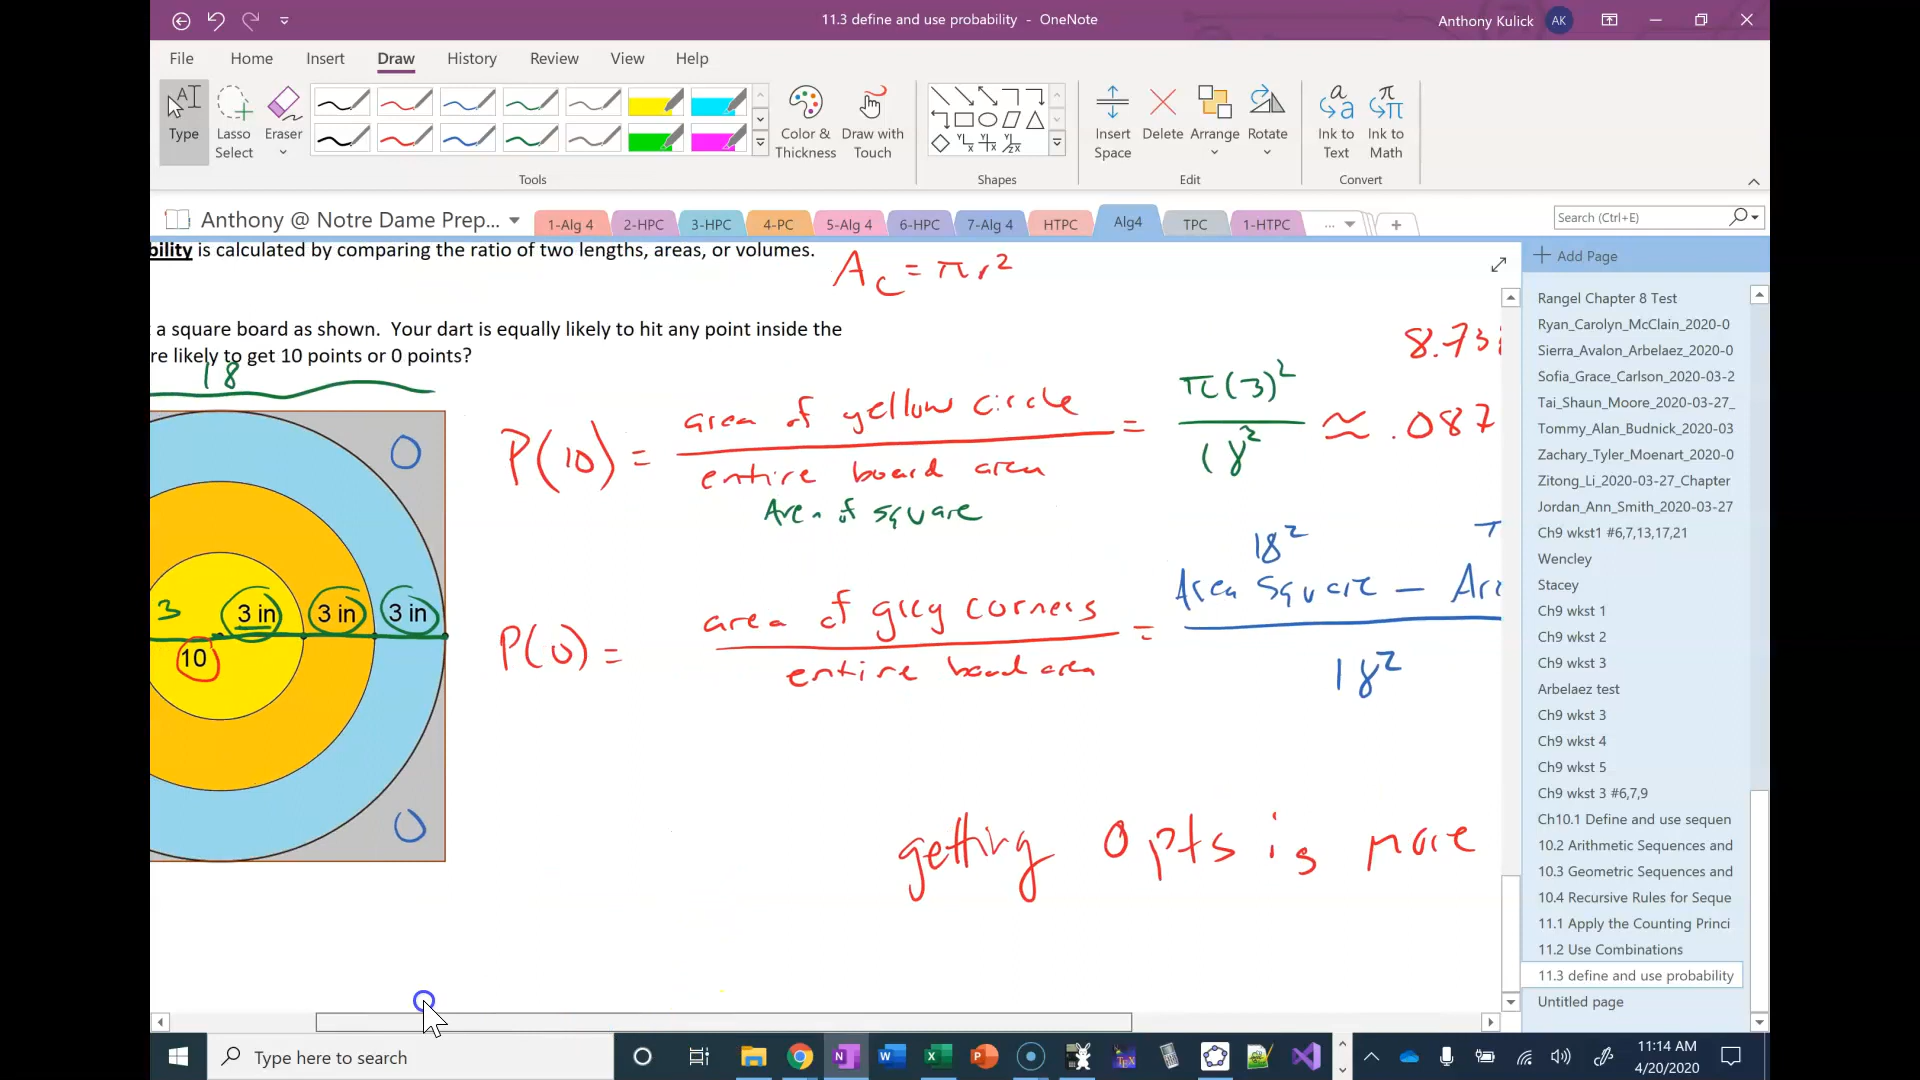 11.3 define and use probability - OneNote
Anthony Kulick AK
File Home Insert Draw History Review View Help
Type
Lasso Select
Eraser
Color & Thickness
Draw with Touch
Insert Space
Delete
Arrange
Rotate
Ink to Text
Ink to Math
Tools Shapes Edit Convert
Anthony @ Notre Dame Prep...
1-Alg 4 2-HPC 3-HPC 4-PC 5-Alg 4 6-HPC 7-Alg 4 HTPC Alg4 TPC 1-HTPC ...
Search (Ctrl+E)
bility is calculated by comparing the ratio of two lengths, areas, or volumes.
A_c = πr²
a square board as shown. Your dart is equally likely to hit any point inside the
re likely to get 10 points or 0 points?
18
8.73
P(10) = area of yellow circle / entire board area = π(3)² / 18² ≈ .087
Area of square
0
3 3 in 3 in 3 in
10
0
18²
P(0) = area of grey corners / entire board area = Area Square - / 18²
getting 0 pts is more
Add Page
Rangel Chapter 8 Test
Ryan_Carolyn_McClain_2020-0
Sierra_Avalon_Arbelaez_2020-0
Sofia_Grace_Carlson_2020-03-2
Tai_Shaun_Moore_2020-03-27_
Tommy_Alan_Budnick_2020-03
Zachary_Tyler_Moenart_2020-0
Zitong_Li_2020-03-27_Chapter
Jordan_Ann_Smith_2020-03-27
Ch9 wkst1 #6,7,13,17,21
Wencley
Stacey
Ch9 wkst 1
Ch9 wkst 2
Ch9 wkst 3
Arbelaez test
Ch9 wkst 3
Ch9 wkst 4
Ch9 wkst 5
Ch9 wkst 3 #6,7,9
Ch10.1 Define and use sequen
10.2 Arithmetic Sequences and
10.3 Geometric Sequences and
10.4 Recursive Rules for Seque
11.1 Apply the Counting Princi
11.2 Use Combinations
11.3 define and use probability
Untitled page
Type here to search
11:14 AM
4/20/2020